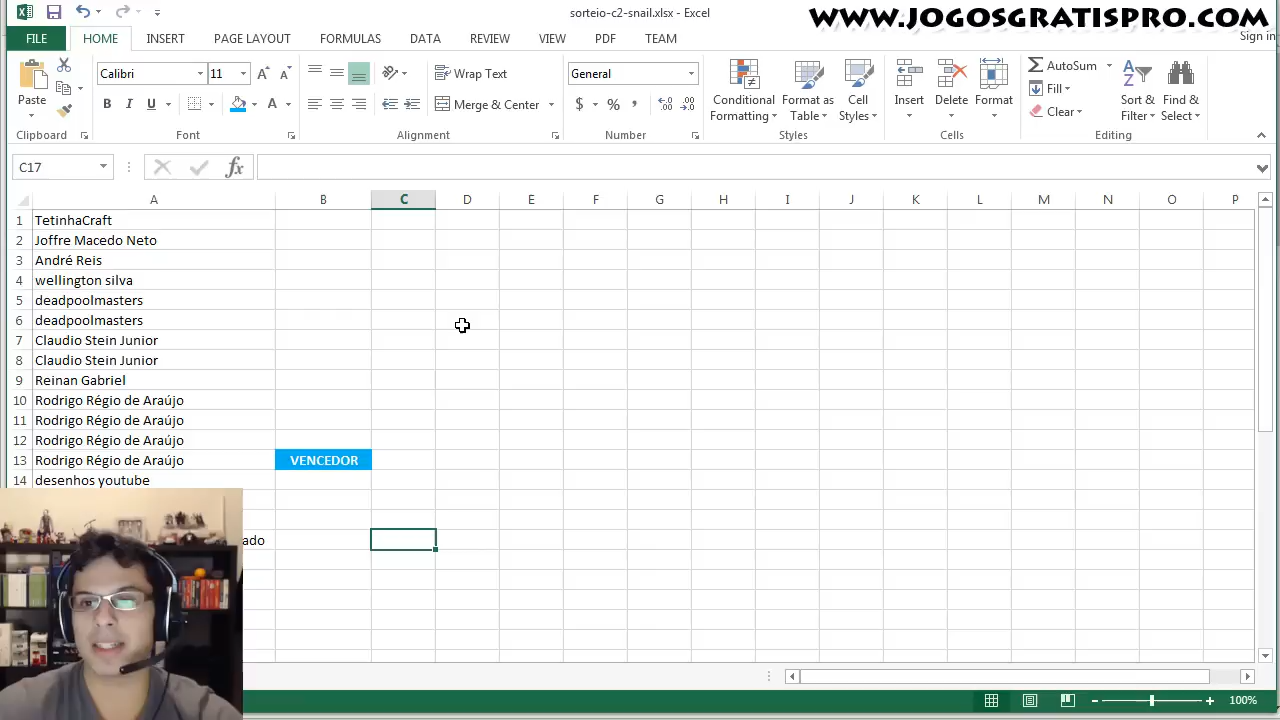 sorteio-c2-snail.xlsx - Excel
WWW.JOGOSGRATISPRO.COM
FILE HOME INSERT PAGE LAYOUT FORMULAS DATA REVIEW VIEW PDF TEAM
Sign in
Paste
Clipboard
Calibri 11
B I U A
Font
Wrap Text
Merge & Center
Alignment
General
$ % ,
Number
Conditional Formatting
Format as Table
Cell Styles
Styles
Insert Delete Format
Cells
AutoSum
Fill
Clear
Sort & Filter
Find & Select
Editing
C17
fx
A B C D E F G H I J K L M N O P
1 TetinhaCraft
2 Joffre Macedo Neto
3 André Reis
4 wellington silva
5 deadpoolmasters
6 deadpoolmasters
7 Claudio Stein Junior
8 Claudio Stein Junior
9 Reinan Gabriel
10 Rodrigo Régio de Araújo
11 Rodrigo Régio de Araújo
12 Rodrigo Régio de Araújo
13 Rodrigo Régio de Araújo VENCEDOR
14 desenhos youtube
ado
100%